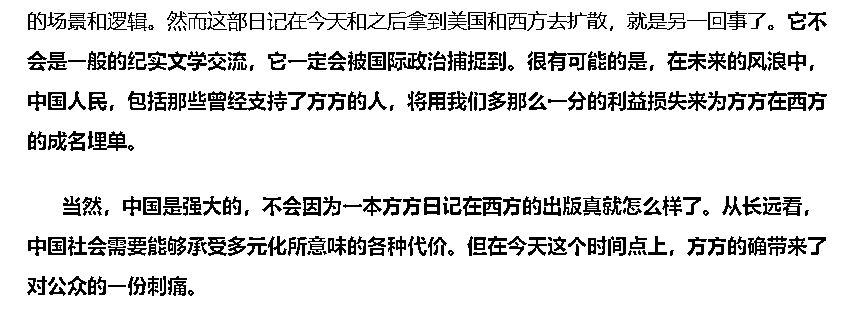 的场景和逻辑。然而这部日记在今天和之后拿到美国和西方去扩散，就是另一回事了。它不
会是一般的纪实文学交流，它一定会被国际政治捕捉到。很有可能的是，在未来的风浪中，
中国人民，包括那些曾经支持了方方的人，将用我们多那么一分的利益损失来为方方在西方
的成名埋单。
当然，中国是强大的，不会因为一本方方日记在西方的出版真就怎么样了。从长远看，
中国社会需要能够承受多元化所意味的各种代价。但在今天这个时间点上，方方的确带来了
对公众的一份刺痛。